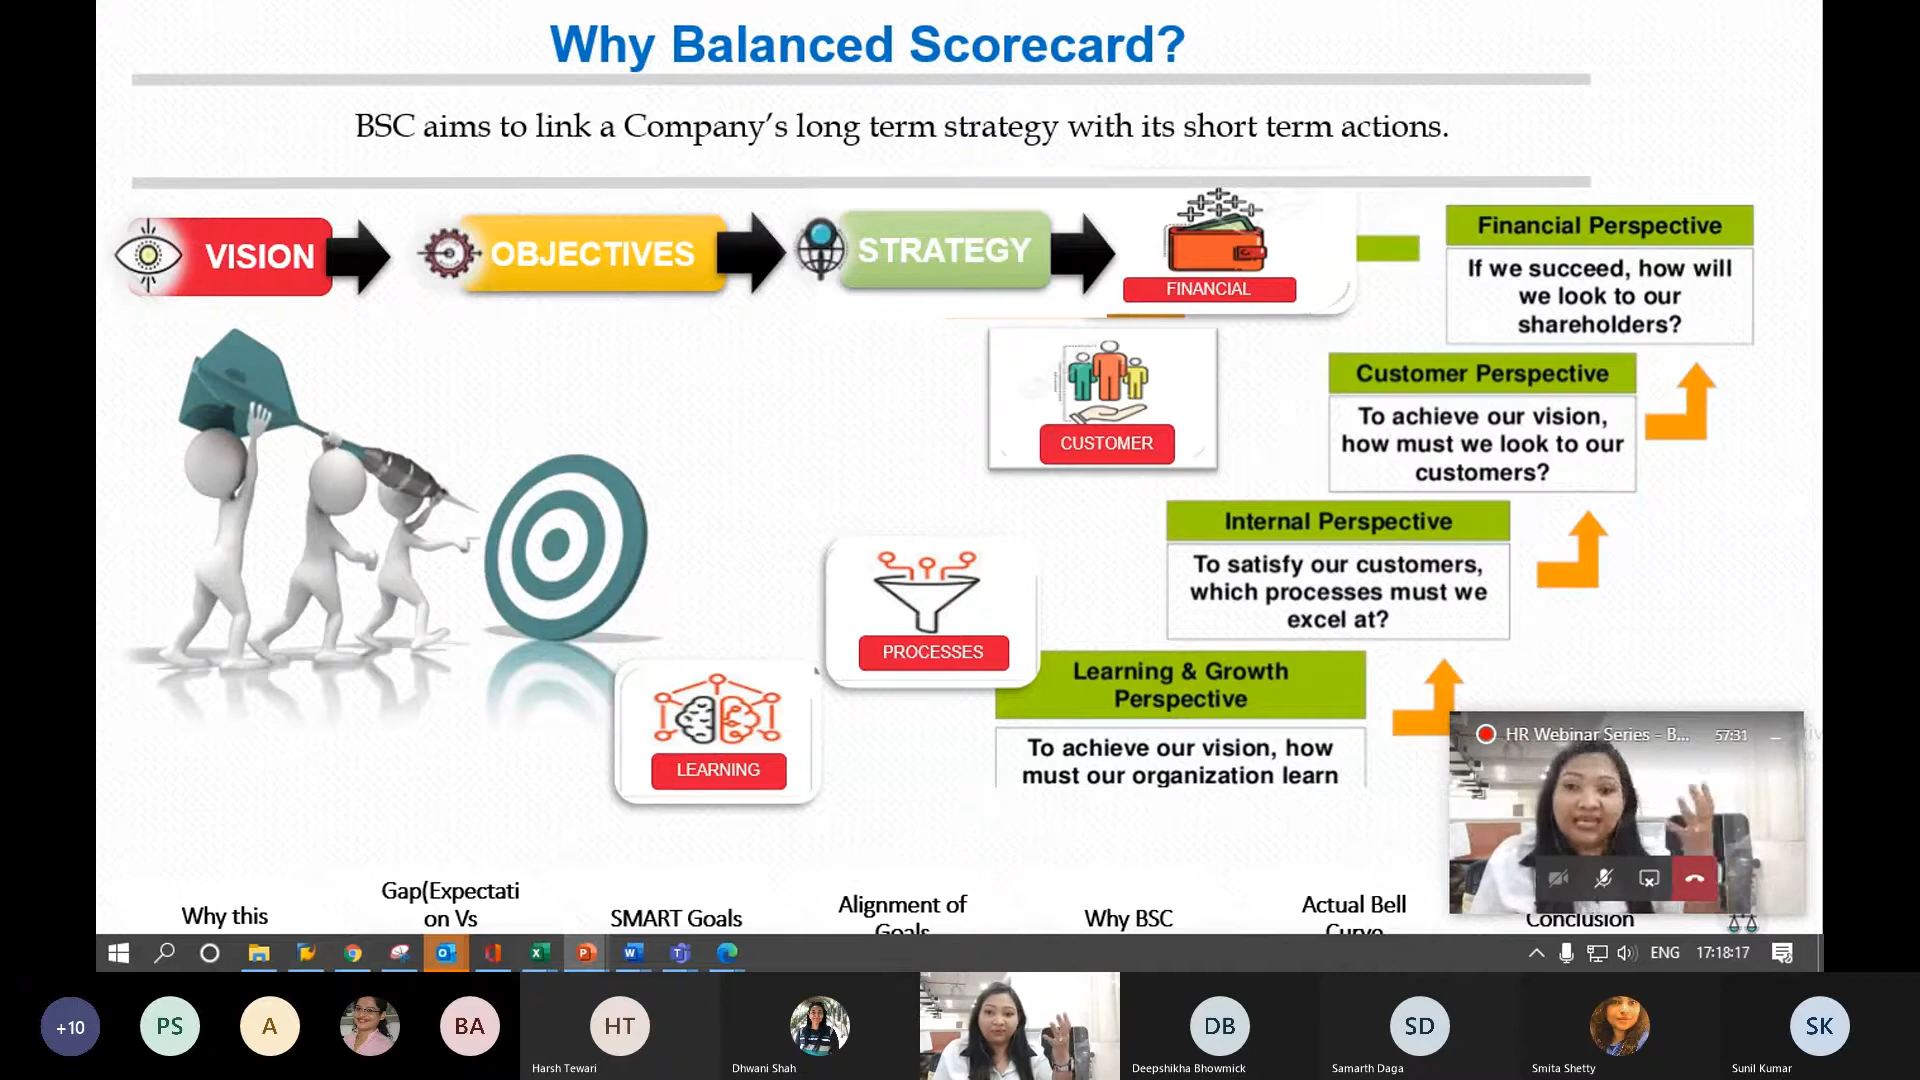 Why Balanced Scorecard?
BSC aims to link a Company's long term strategy with its short term actions.
VISION
OBJECTIVES
STRATEGY
FINANCIAL
Financial Perspective
If we succeed, how will
we look to our
shareholders?
CUSTOMER
Customer Perspective
To achieve our vision,
how must we look to our
customers?
PROCESSES
Internal Perspective
To satisfy our customers,
which processes must we
excel at?
LEARNING
Learning & Growth
Perspective
To achieve our vision, how
must our organization learn
HR Webinar Series - B...
57:31
Why this
Gap(Expectati
on Vs
SMART Goals
Alignment of
Goals
Why BSC
Actual Bell
Curve
Conclusion
ENG
17:18:17
+10
PS
A
BA
HT
Harsh Tewari
Dhwani Shah
DB
Deepshikha Bhowmick
SD
Samarth Daga
Smita Shetty
SK
Sunil Kumar